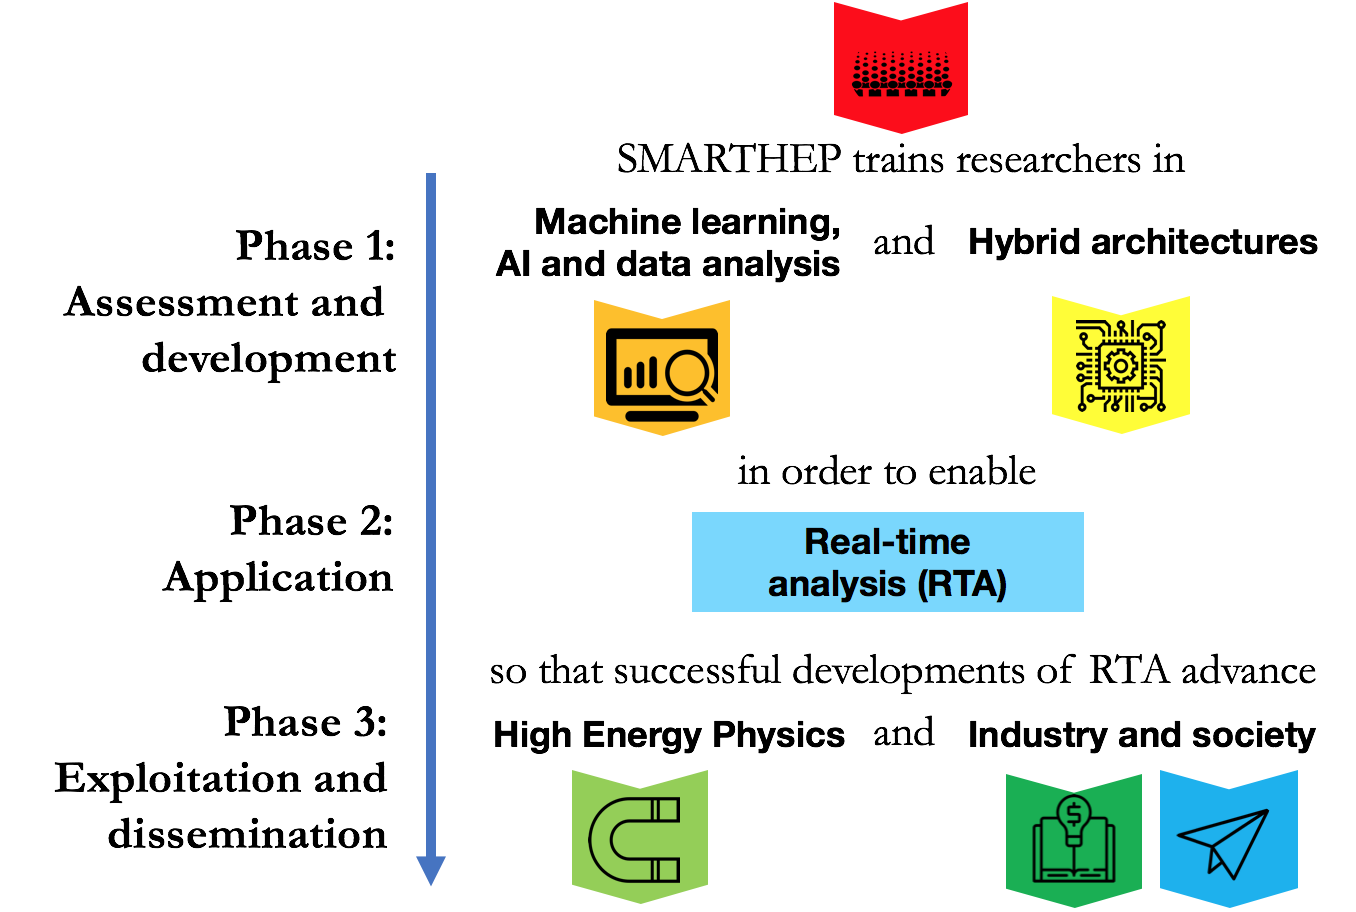 SMARTHEP trains researchers in
Phase 1:
Assessment and
development
Machine learning,
AI and data analysis
and
Hybrid architectures
in order to enable
Phase 2:
Application
Real-time
analysis (RTA)
so that successful developments of RTA advance
Phase 3:
Exploitation and
dissemination
High Energy Physics
and
Industry and society
$